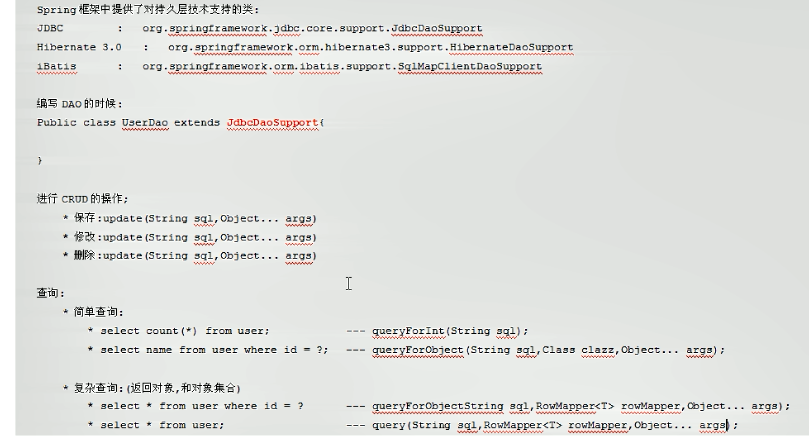 Spring 框架中提供了对持久层技术支持的类:
JDBC : org.springframework.jdbc.core.support.JdbcDaoSupport
Hibernate 3.0 : org.springframework.orm.hibernate3.support.HibernateDaoSupport
iBatis : org.springframework.orm.ibatis.support.SqlMapClientDaoSupport
编写 DAO 的时候:
Public class UserDao extends JdbcDaoSupport{
}
进行 CRUD 的操作;
* 保存:update(String sql,Object... args)
* 修改:update(String sql,Object... args)
* 删除:update(String sql,Object... args)
查询:
* 简单查询:
* select count(*) from user; --- queryForInt(String sql);
* select name from user where id = ?; --- queryForObject(String sql,Class clazz,Object... args);
* 复杂查询:(返回对象,和对象集合)
* select * from user where id = ? --- queryForObjectString sql,RowMapper<T> rowMapper,Object... args);
* select * from user; --- query(String sql,RowMapper<T> rowMapper,Object... args);